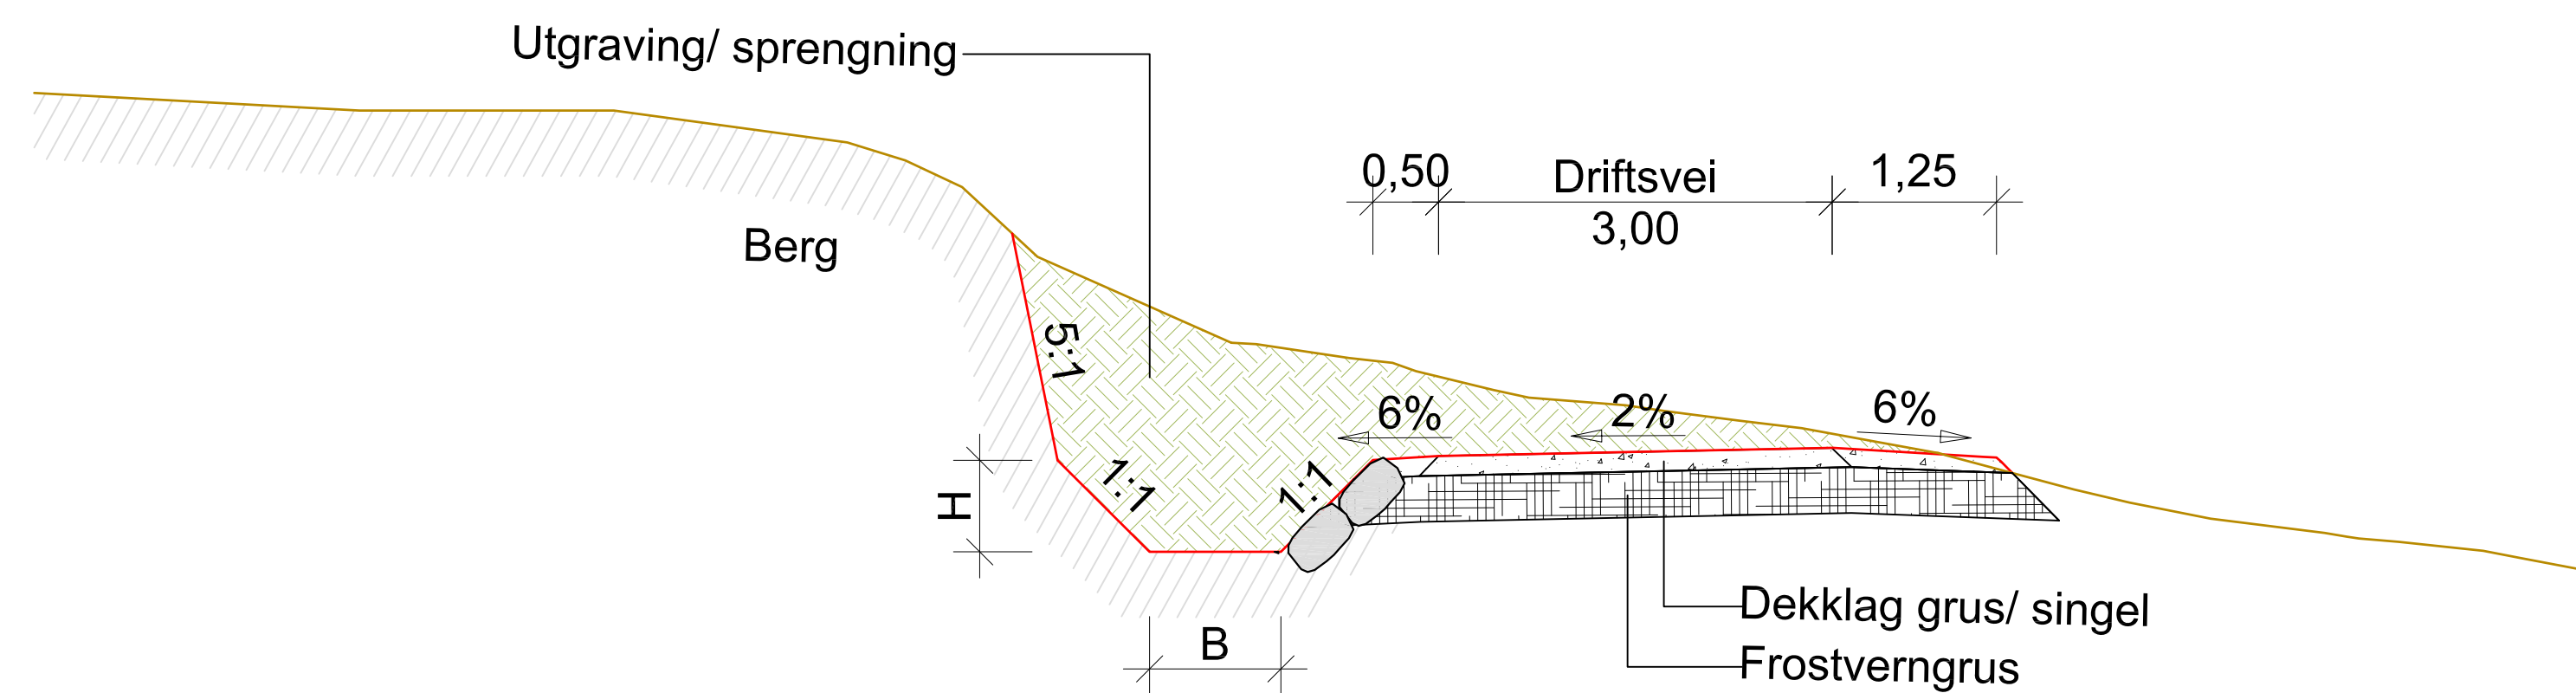 Utgraving/ sprengning
0,50
Driftsvei
1,25
3,00
Berg
5:1
6%
2%
6%
1:1
1:1
H
Dekklag grus/ singel
B
Frostverngrus